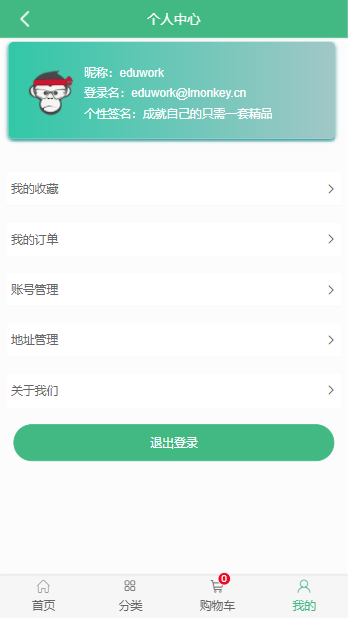 个人中心
昵称：eduwork
登录名：eduwork@lmonkey.cn
个性签名：成就自己的只需一套精品
我的收藏
我的订单
账号管理
地址管理
关于我们
退出登录
0
首页 分类 购物车 我的